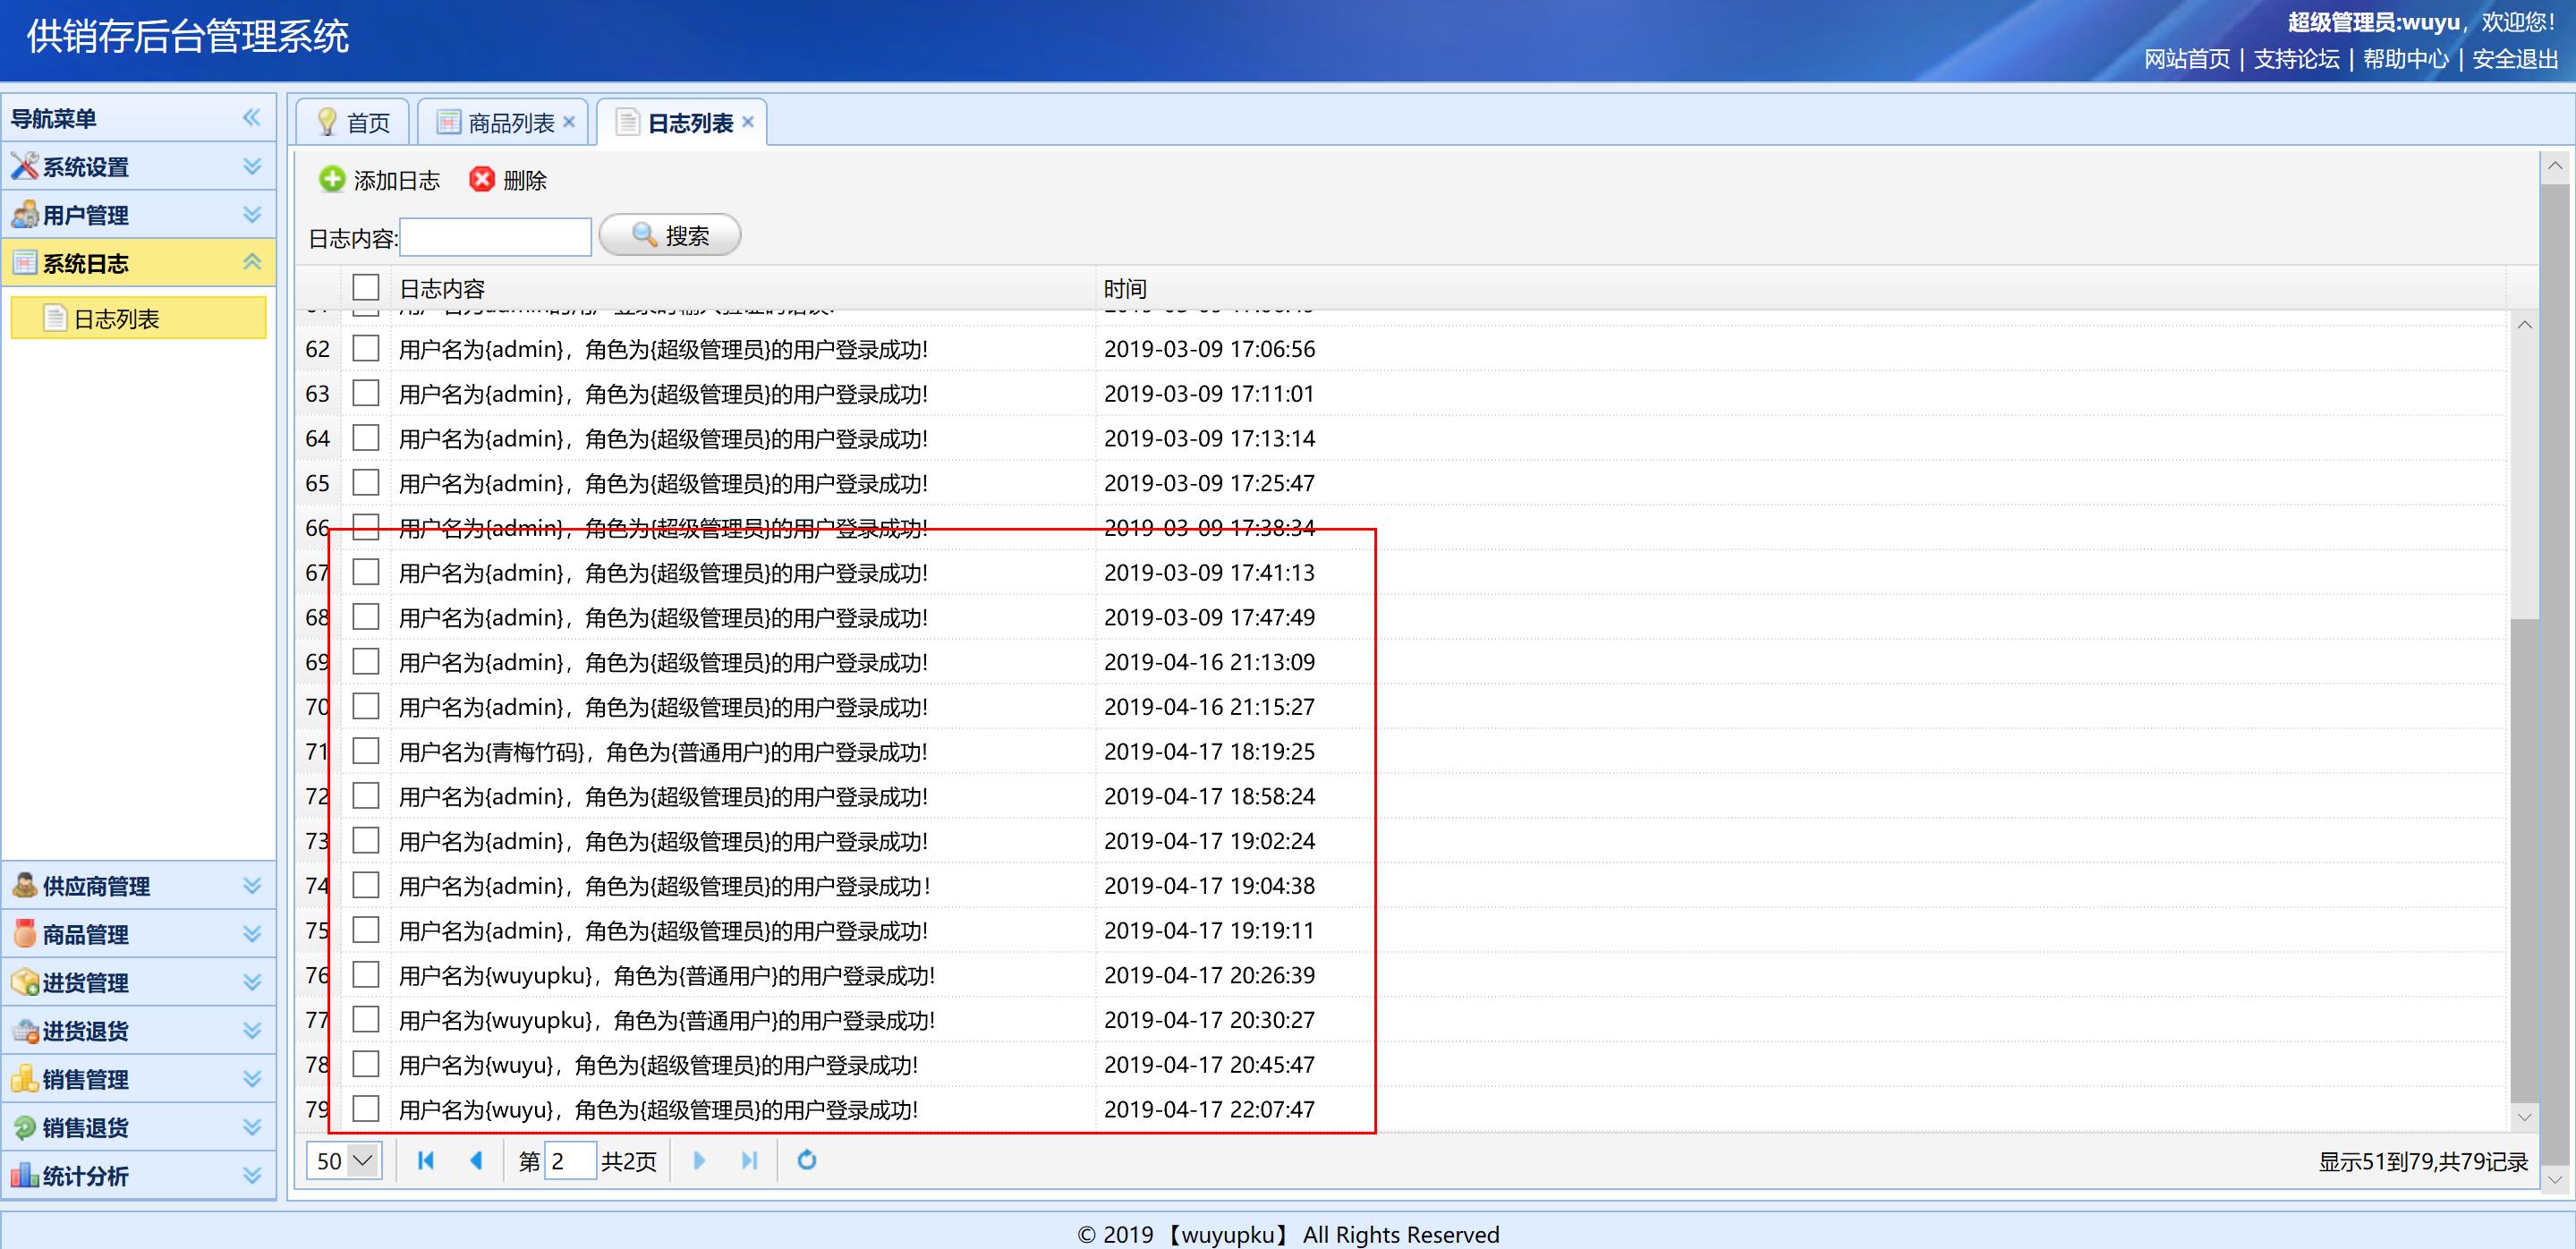 供销存后台管理系统
超级管理员:wuyu，欢迎您！
网站首页 | 支持论坛 | 帮助中心 | 安全退出
导航菜单
系统设置
用户管理
系统日志
日志列表
供应商管理
商品管理
进货管理
进货退货
销售管理
销售退货
统计分析
首页 商品列表 日志列表
添加日志 删除
日志内容: 搜索
日志内容 时间
62 用户名为{admin}，角色为{超级管理员}的用户登录成功！ 2019-03-09 17:06:56
63 用户名为{admin}，角色为{超级管理员}的用户登录成功！ 2019-03-09 17:11:01
64 用户名为{admin}，角色为{超级管理员}的用户登录成功！ 2019-03-09 17:13:14
65 用户名为{admin}，角色为{超级管理员}的用户登录成功！ 2019-03-09 17:25:47
66 用户名为{admin}，角色为{超级管理员}的用户登录成功！ 2019-03-09 17:38:34
67 用户名为{admin}，角色为{超级管理员}的用户登录成功！ 2019-03-09 17:41:13
68 用户名为{admin}，角色为{超级管理员}的用户登录成功！ 2019-03-09 17:47:49
69 用户名为{admin}，角色为{超级管理员}的用户登录成功！ 2019-04-16 21:13:09
70 用户名为{admin}，角色为{超级管理员}的用户登录成功！ 2019-04-16 21:15:27
71 用户名为{青梅竹码}，角色为{普通用户}的用户登录成功！ 2019-04-17 18:19:25
72 用户名为{admin}，角色为{超级管理员}的用户登录成功！ 2019-04-17 18:58:24
73 用户名为{admin}，角色为{超级管理员}的用户登录成功！ 2019-04-17 19:02:24
74 用户名为{admin}，角色为{超级管理员}的用户登录成功！ 2019-04-17 19:04:38
75 用户名为{admin}，角色为{超级管理员}的用户登录成功！ 2019-04-17 19:19:11
76 用户名为{wuyupku}，角色为{普通用户}的用户登录成功！ 2019-04-17 20:26:39
77 用户名为{wuyupku}，角色为{普通用户}的用户登录成功！ 2019-04-17 20:30:27
78 用户名为{wuyu}，角色为{超级管理员}的用户登录成功！ 2019-04-17 20:45:47
79 用户名为{wuyu}，角色为{超级管理员}的用户登录成功！ 2019-04-17 22:07:47
50 第 2 共2页 显示51到79,共79记录
© 2019 【wuyupku】 All Rights Reserved